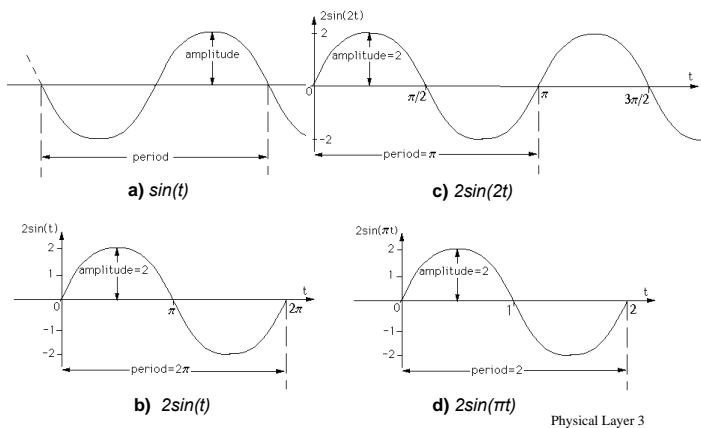 amplitude
period
a) sin(t)
2sin(2t)
2
amplitude=2
t
0
π/2
π
3π/2
-2
period=π
c) 2sin(2t)
2sin(t)
2
1
amplitude=2
t
0
π
2π
-1
-2
period=2π
b) 2sin(t)
2sin(πt)
2
1
amplitude=2
t
0
1
2
-1
-2
period=2
d) 2sin(πt)
Physical Layer 3